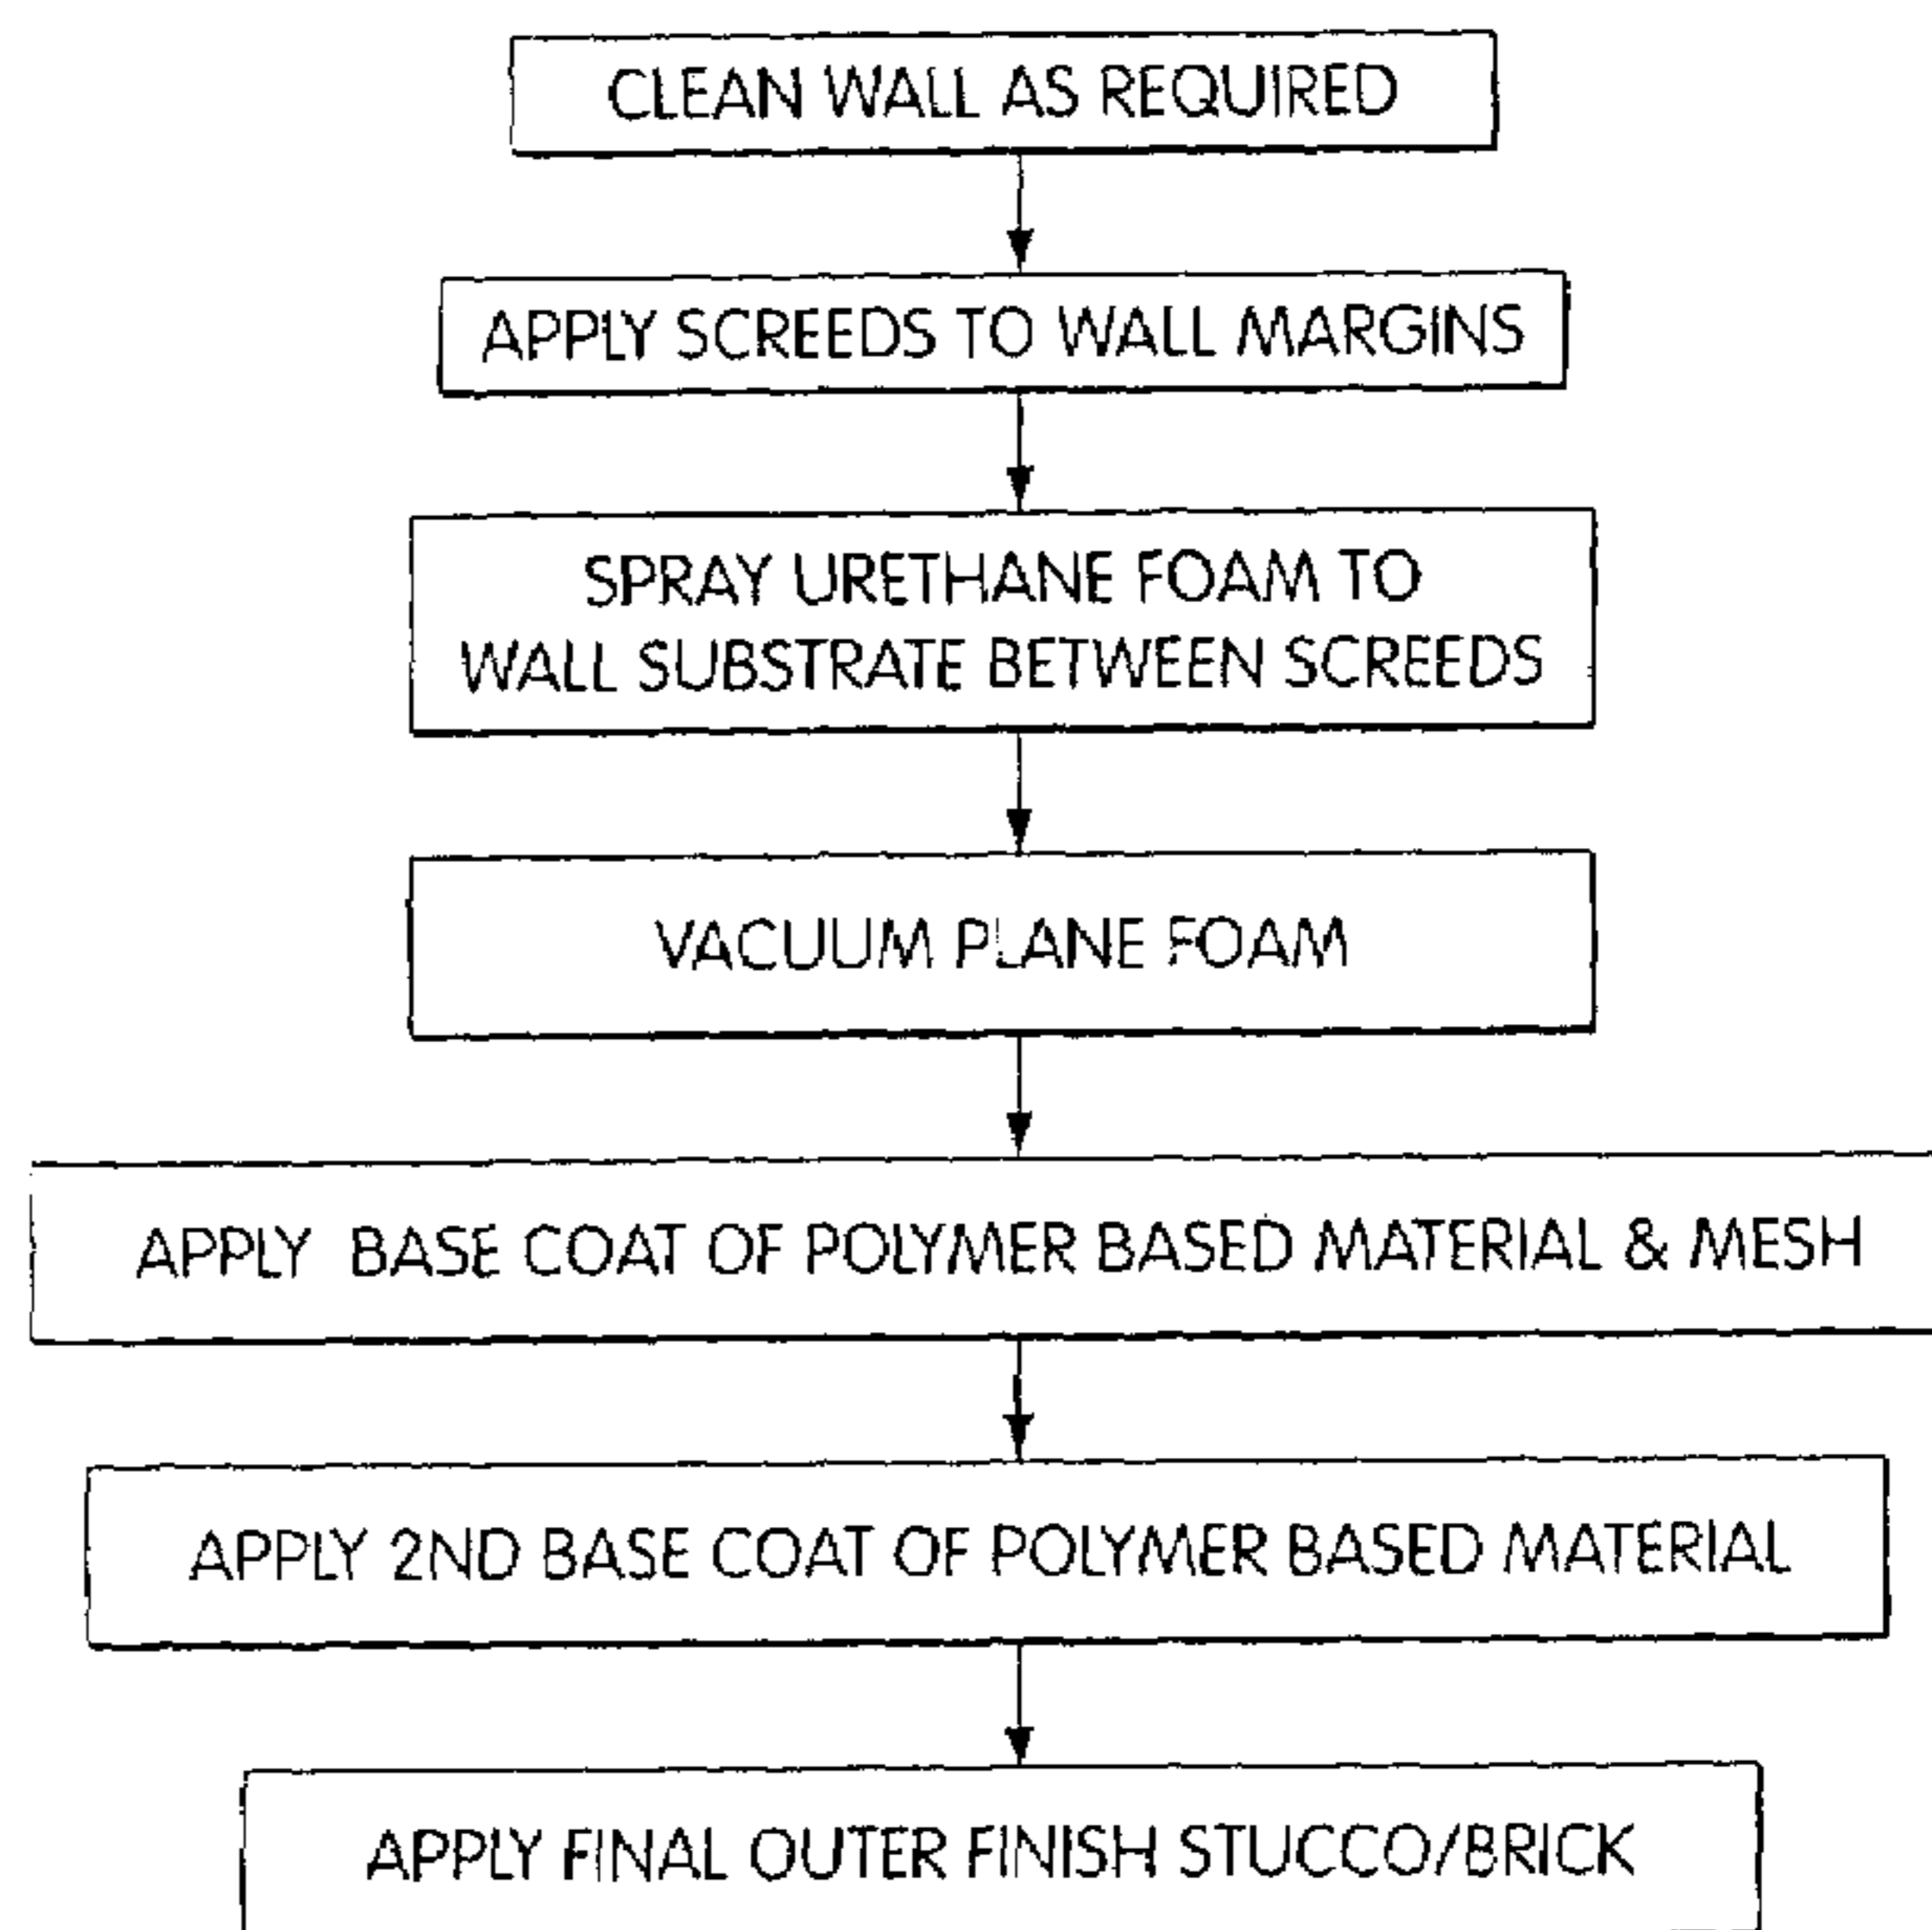 CLEAN WALL AS REQUIRED
APPLY SCREEDS TO WALL MARGINS
SPRAY URETHANE FOAM TO
WALL SUBSTRATE BETWEEN SCREEDS
VACUUM PLANE FOAM
APPLY BASE COAT OF POLYMER BASED MATERIAL & MESH
APPLY 2ND BASE COAT OF POLYMER BASED MATERIAL
APPLY FINAL OUTER FINISH STUCCO/BRICK